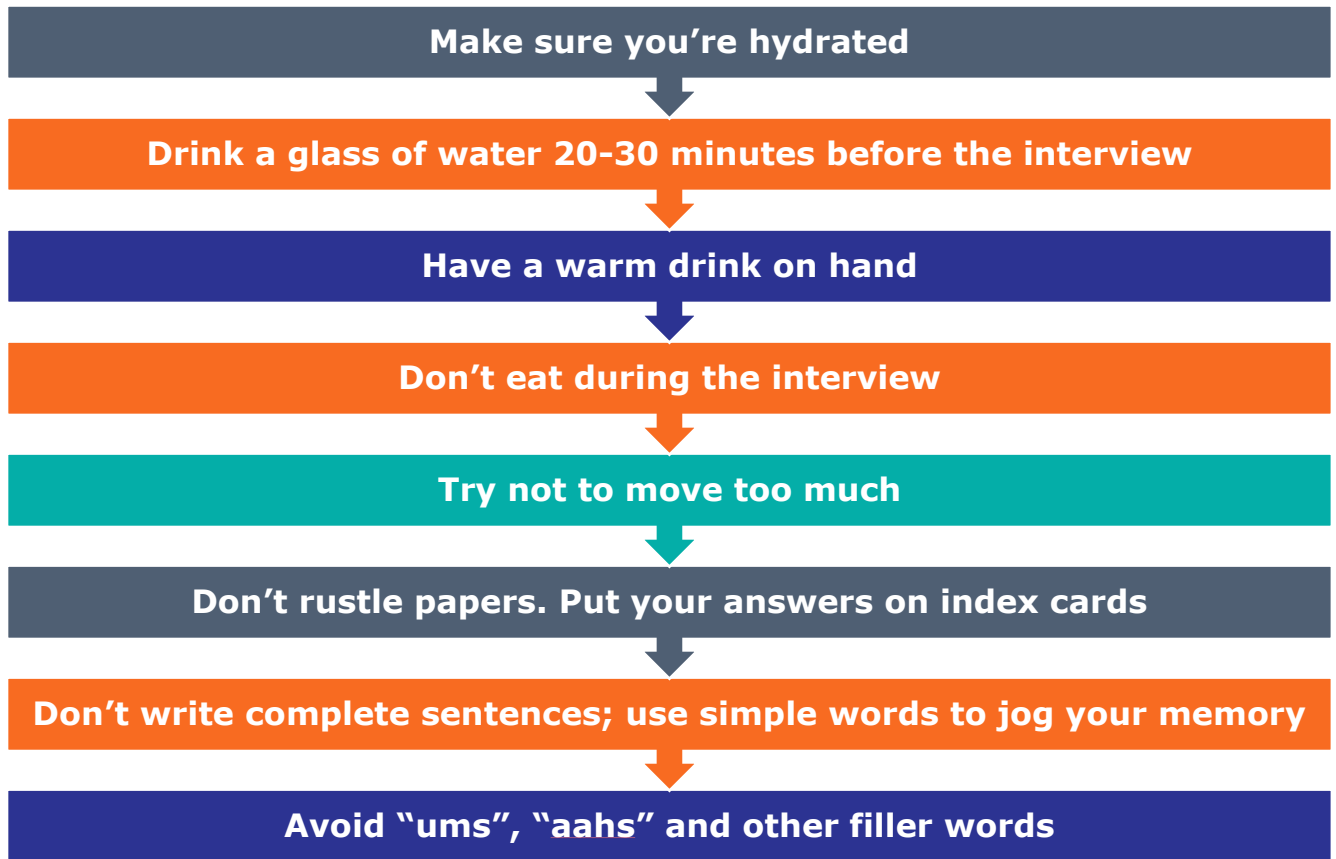 Make sure you’re hydrated
Drink a glass of water 20–30 minutes before the interview
Have a warm drink on hand
Don’t eat during the interview
Try not to move too much
Don’t rustle papers. Put your answers on index cards
Don’t write complete sentences; use simple words to jog your memory
Avoid “ums”, “aahs” and other filler words